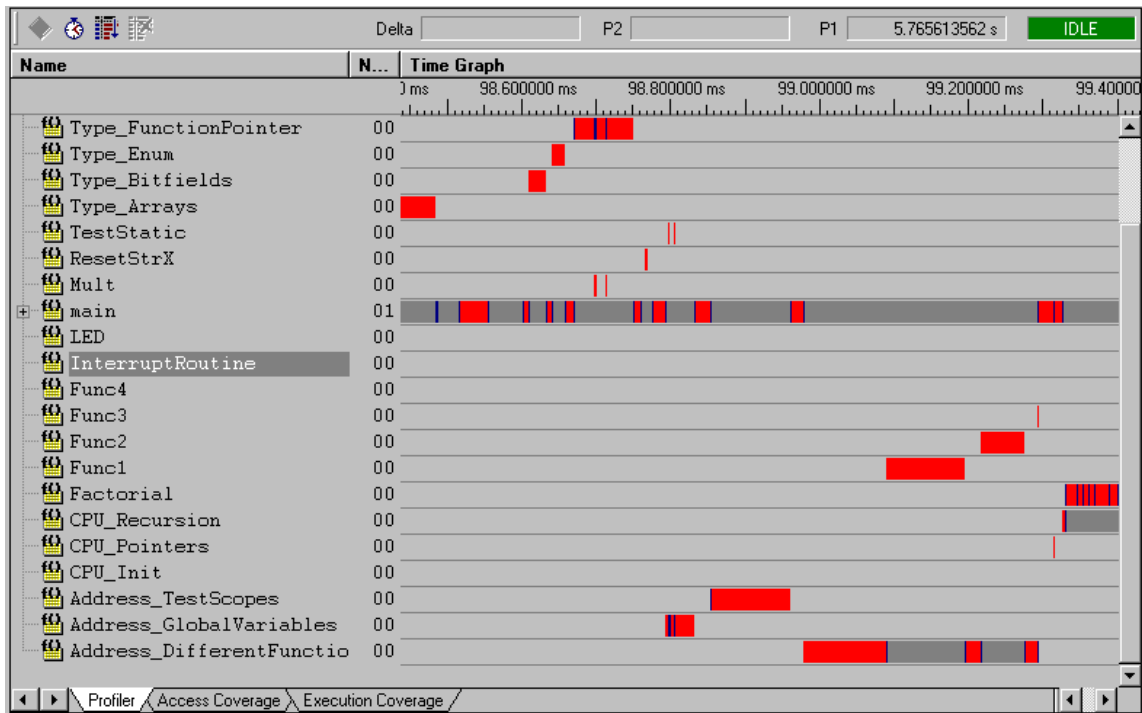 Delta P2 P1 5.765613562 s IDLE
Name N... Time Graph
ms 98.600000 ms 98.800000 ms 99.000000 ms 99.200000 ms 99.40000
Type_FunctionPointer 00
Type_Enum 00
Type_Bitfields 00
Type_Arrays 00
TestStatic 00
ResetStrX 00
Mult 00
main 01
LED 00
InterruptRoutine 00
Func4 00
Func3 00
Func2 00
Func1 00
Factorial 00
CPU_Recursion 00
CPU_Pointers 00
CPU_Init 00
Address_TestScopes 00
Address_GlobalVariables 00
Address_DifferentFunctio 00
Profiler Access Coverage Execution Coverage